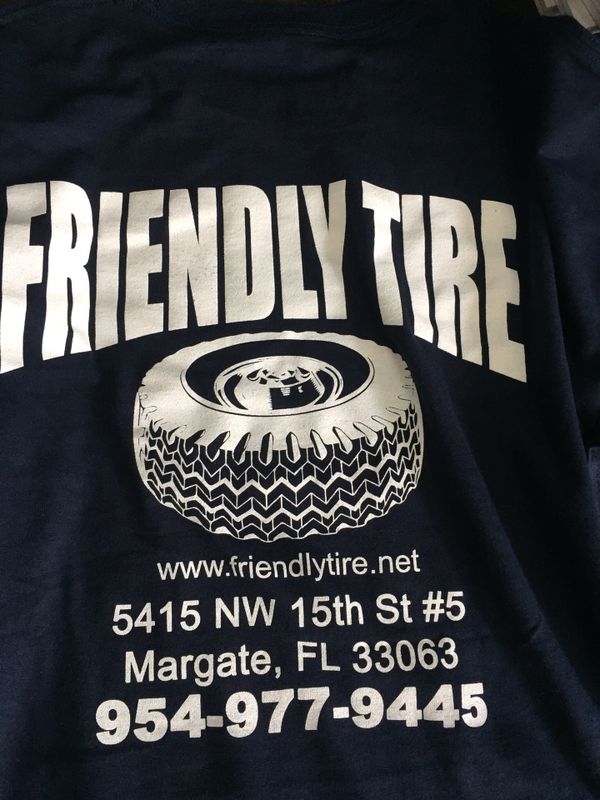 FRIENDLY TIRE
www.friendlytire.net
5415 NW 15th St #5
Margate, FL 33063
954-977-9445